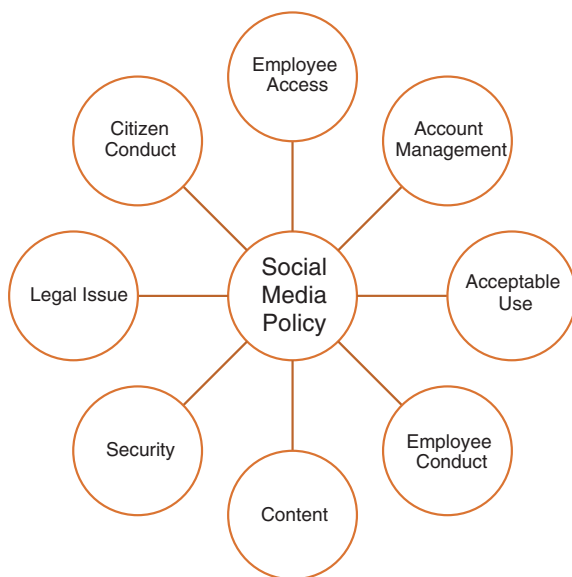 Employee
Access
Citizen
Conduct
Account
Management
Social
Media
Policy
Legal Issue
Acceptable
Use
Security
Employee
Conduct
Content